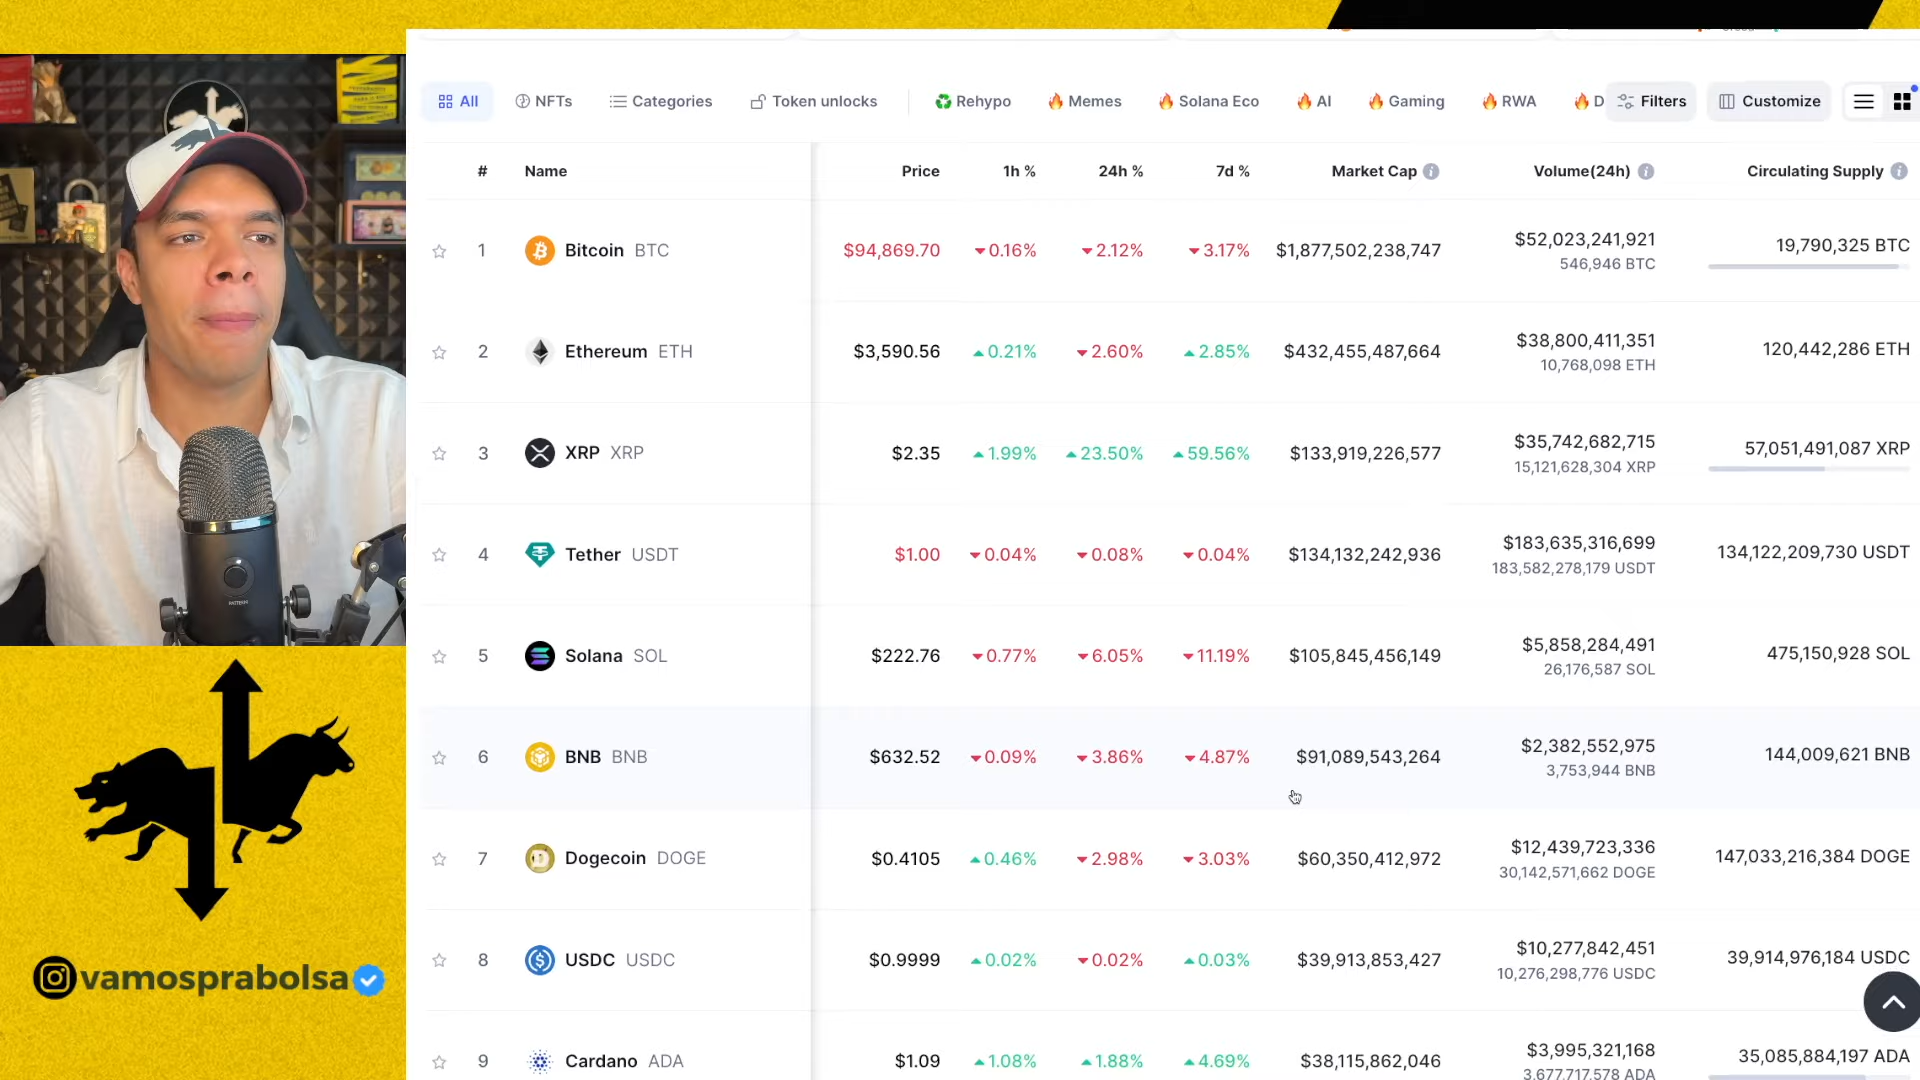 All NFTs Categories Token unlocks Rehypo Memes Solana Eco AI Gaming RWA D Filters Customize
# Name Price 1h % 24h % 7d % Market Cap Volume(24h) Circulating Supply
1 Bitcoin BTC $94,869.70 0.16% 2.12% 3.17% $1,877,502,238,747 $52,023,241,921 19,790,325 BTC
546,946 BTC
2 Ethereum ETH $3,590.56 0.21% 2.60% 2.85% $432,455,487,664 $38,800,411,351 120,442,286 ETH
10,768,098 ETH
3 XRP XRP $2.35 1.99% 23.50% 59.56% $133,919,226,577 $35,742,682,715 57,051,491,087 XRP
15,121,628,304 XRP
4 Tether USDT $1.00 0.04% 0.08% 0.04% $134,132,242,936 $183,635,316,699 134,122,209,730 USDT
183,582,278,179 USDT
5 Solana SOL $222.76 0.77% 6.05% 11.19% $105,845,456,149 $5,858,284,491 475,150,928 SOL
26,176,587 SOL
6 BNB BNB $632.52 0.09% 3.86% 4.87% $91,089,543,264 $2,382,552,975 144,009,621 BNB
3,753,944 BNB
7 Dogecoin DOGE $0.4105 0.46% 2.98% 3.03% $60,350,412,972 $12,439,723,336 147,033,216,384 DOGE
30,142,571,662 DOGE
8 USDC USDC $0.9999 0.02% 0.02% 0.03% $39,913,853,427 $10,277,842,451 39,914,976,184 USDC
10,276,298,776 USDC
9 Cardano ADA $1.09 1.08% 1.88% 4.69% $38,115,862,046 $3,995,321,168 35,085,884,197 ADA
3,677,717,578 ADA
vamosprabolsa